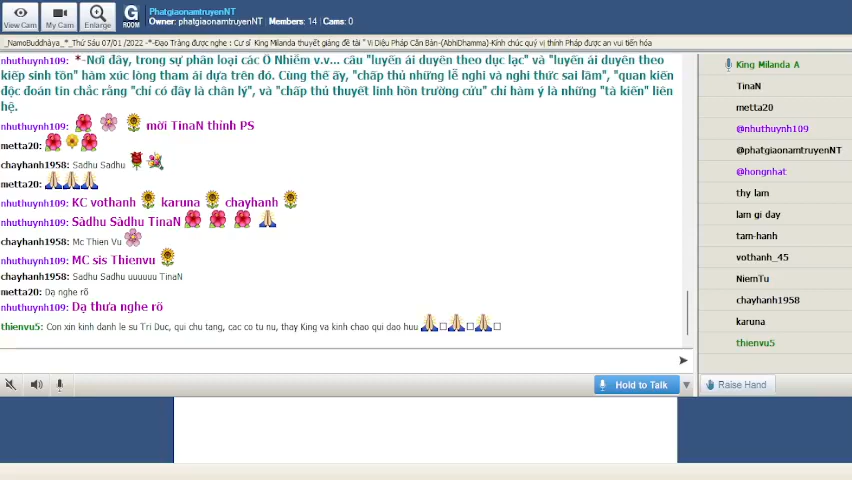 View Cam
My Cam
Enlarge
G
ROOM
PhatgiaonamtruyenNT
Owner: phatgiaonamtruyenNT Members: 14 | Cams: 0
_NamoBuddhàya_*_Thứ Sáu 07/01 /2022 -*-Đạo Tràng được nghe : Cư sĩ King Milanda thuyết giảng đề tài " Vi Diệu Pháp Căn Bản-(AbhiDhamma)-Kính chúc quý vị thính Pháp được an vui tiến hóa
nhuthuynh109: *-Nơi đây, trong sự phân loại các Ô Nhiễm v.v... câu "luyến ái duyên theo dục lạc" và "luyến ái duyên theo
kiếp sinh tồn" hàm xúc lòng tham ái dựa trên đó. Cùng thế ấy, "chấp thủ những lễ nghi và nghi thức sai lầm", "quan kiến
độc đoán tin chắc rằng "chỉ có đây là chân lý", và "chấp thủ thuyết linh hồn trường cửu" chỉ hàm ý là những "tà kiến" liên
hệ.
nhuthuynh109: mời TinaN thỉnh PS
metta20:
chayhanh1958: Sadhu Sadhu
metta20:
nhuthuynh109: KC vothanh karuna chayhanh
nhuthuynh109: Sàdhu Sàdhu TinaN
chayhanh1958: Mc Thien Vu
nhuthuynh109: MC sis Thienvu
chayhanh1958: Sadhu Sadhu uuuuuu TinaN
metta20: Dạ nghe rõ
nhuthuynh109: Dạ thưa nghe rõ
thienvu5: Con xin kinh danh le su Tri Duc, qui chu tang, cac co tu nu, thay King va kinh chao qui dao huu
Hold to Talk
Raise Hand
King Milanda A
TinaN
metta20
@nhuthuynh109
@phatgiaonamtruyenNT
@hongnhat
thy lam
lam gi day
tam-hanh
vothanh_45
NiemTu
chayhanh1958
karuna
thienvu5